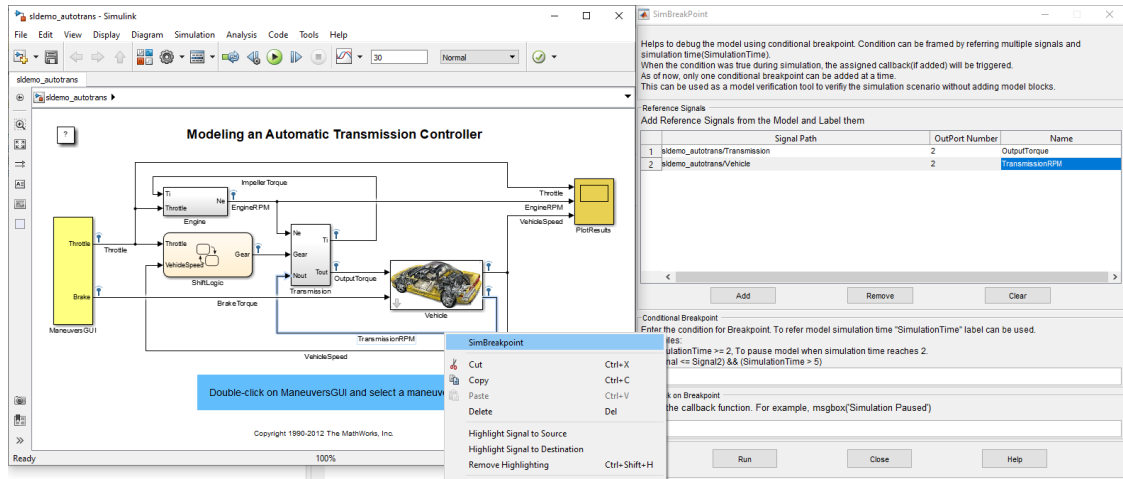 sldemo_autotrans - Simulink
File Edit View Display Diagram Simulation Analysis Code Tools Help
30
Normal
sldemo_autotrans
sldemo_autotrans
?
Modeling an Automatic Transmission Controller
ImpellerTorque
Ti
Throttle
Ne
Engine
EngineRPM
Throttle
EngineRPM
VehicleSpeed
PlotResults
Throttle
Brake
ManeuversGUI
Throttle
Throttle
VehicleSpeed
Gear
ShiftLogic
Ne
Gear
Nout
Ti
Tout
Transmission
OutputTorque
BrakeTorque
Vehicle
TransmissionRPM
VehicleSpeed
Double-click on ManeuversGUI and select a maneuve
Copyright 1990-2012 The MathWorks, Inc.
Ready
100%
SimBreakpoint
Cut Ctrl+X
Copy Ctrl+C
Paste Ctrl+V
Delete Del
Highlight Signal to Source
Highlight Signal to Destination
Remove Highlighting Ctrl+Shift+H
SimBreakPoint
Helps to debug the model using conditional breakpoint. Condition can be framed by referring multiple signals and
simulation time(SimulationTime).
When the condition was true during simulation, the assigned callback(if added) will be triggered.
As of now, only one conditional breakpoint can be added at a time.
This can be used as a model verification tool to verifiy the simulation scenario without adding model blocks.
Reference Signals
Add Reference Signals from the Model and Label them
Signal Path OutPort Number Name
1 sldemo_autotrans/Transmission 2 OutputTorque
2 sldemo_autotrans/Vehicle 2 TransmissionRPM
Add Remove Clear
Conditional Breakpoint
Enter the condition for Breakpoint. To refer model simulation time "SimulationTime" label can be used.
les:
ulationTime >= 2, To pause model when simulation time reaches 2.
nal <= Signal2) && (SimulationTime > 5)
k on Breakpoint
the callback function. For example, msgbox('Simulation Paused')
Run Close Help